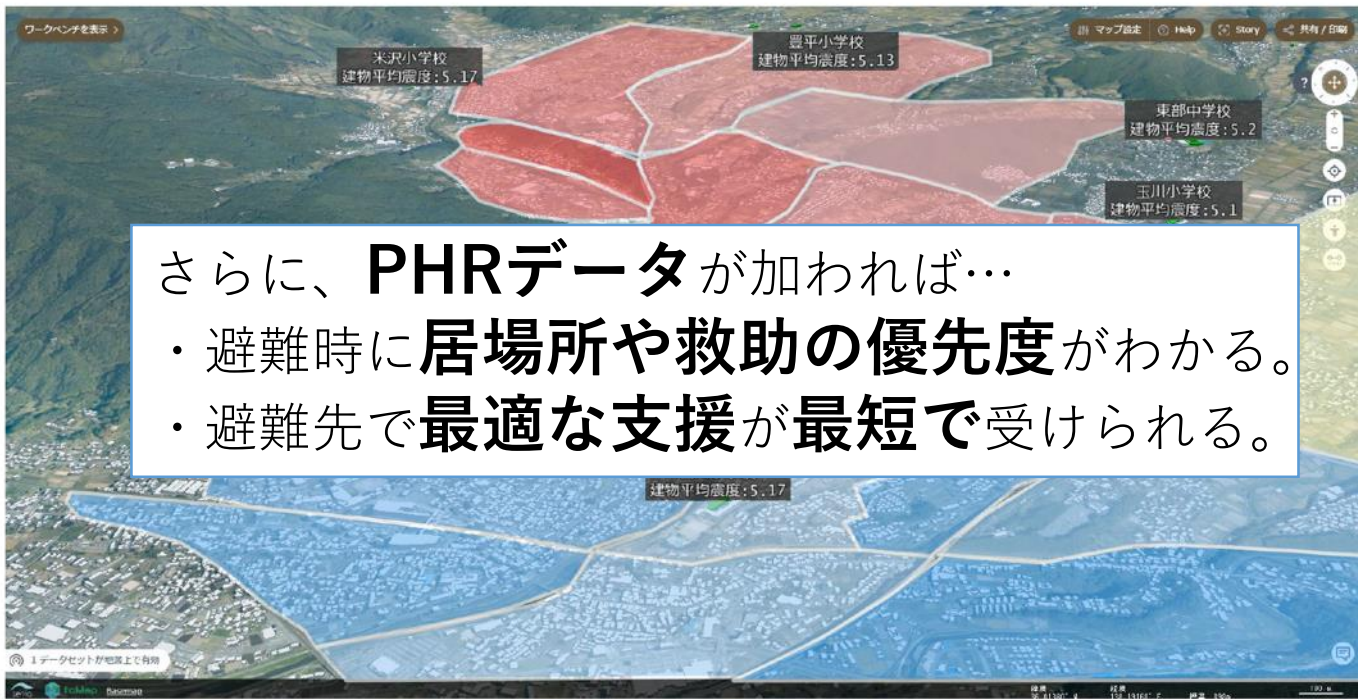 ワークベンチを表示 >
マップ設定
Help
Story
共有 / 印刷
米沢小学校
建物平均震度:5.17
豊平小学校
建物平均震度:5.13
東部中学校
建物平均震度:5.2
玉川小学校
建物平均震度:5.1
さらに、PHRデータが加われば…
・避難時に居場所や救助の優先度がわかる。
・避難先で最適な支援が最短で受けられる。
建物平均震度:5.17
1 データセットが地図上で有効
Basemap
緯度
経度
標高
100 m